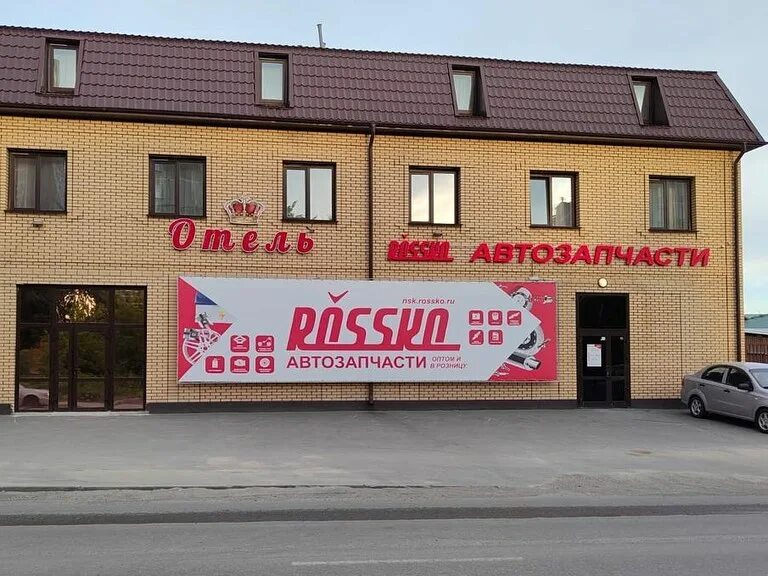 Отель
ROSSKO АВТОЗАПЧАСТИ
nsk.rossko.ru
ROSSKO
АВТОЗАПЧАСТИ ОПТОМ И
В РОЗНИЦУ